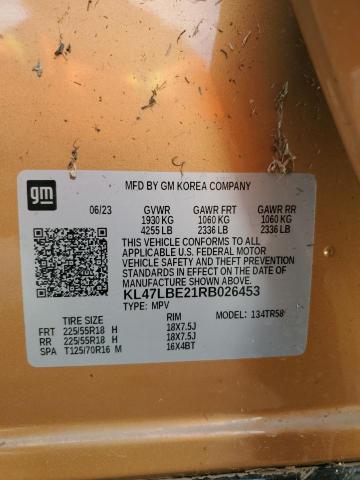 gm
MFD BY GM KOREA COMPANY
06/23 GVWR GAWR FRT GAWR RR
1930 KG 1060 KG 1060 KG
4255 LB 2336 LB 2336 LB
THIS VEHICLE CONFORMS TO ALL
APPLICABLE U.S. FEDERAL MOTOR
VEHICLE SAFETY AND THEFT PREVENTION
STANDARDS IN EFFECT ON THE DATE OF
MANUFACTURE SHOWN ABOVE.
KL47LBE21RB026453
TYPE: MPV
TIRE SIZE RIM MODEL: 134TR58
FRT 225/55R18 H 18X7.5J
RR 225/55R18 H 18X7.5J
SPA T125/70R16 M 16X4BT